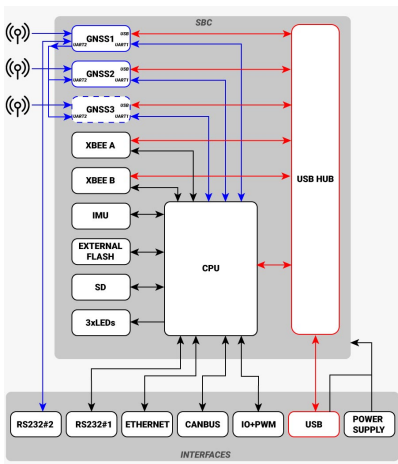 SBC
GNSS1
USB
UART2
UART1
GNSS2
USB
UART2
UART1
GNSS3
USB
UART2
UART1
XBEE A
XBEE B
USB HUB
IMU
EXTERNAL
FLASH
CPU
SD
3xLEDs
RS232#2
RS232#1
ETHERNET
CANBUS
IO+PWM
USB
POWER
SUPPLY
INTERFACES